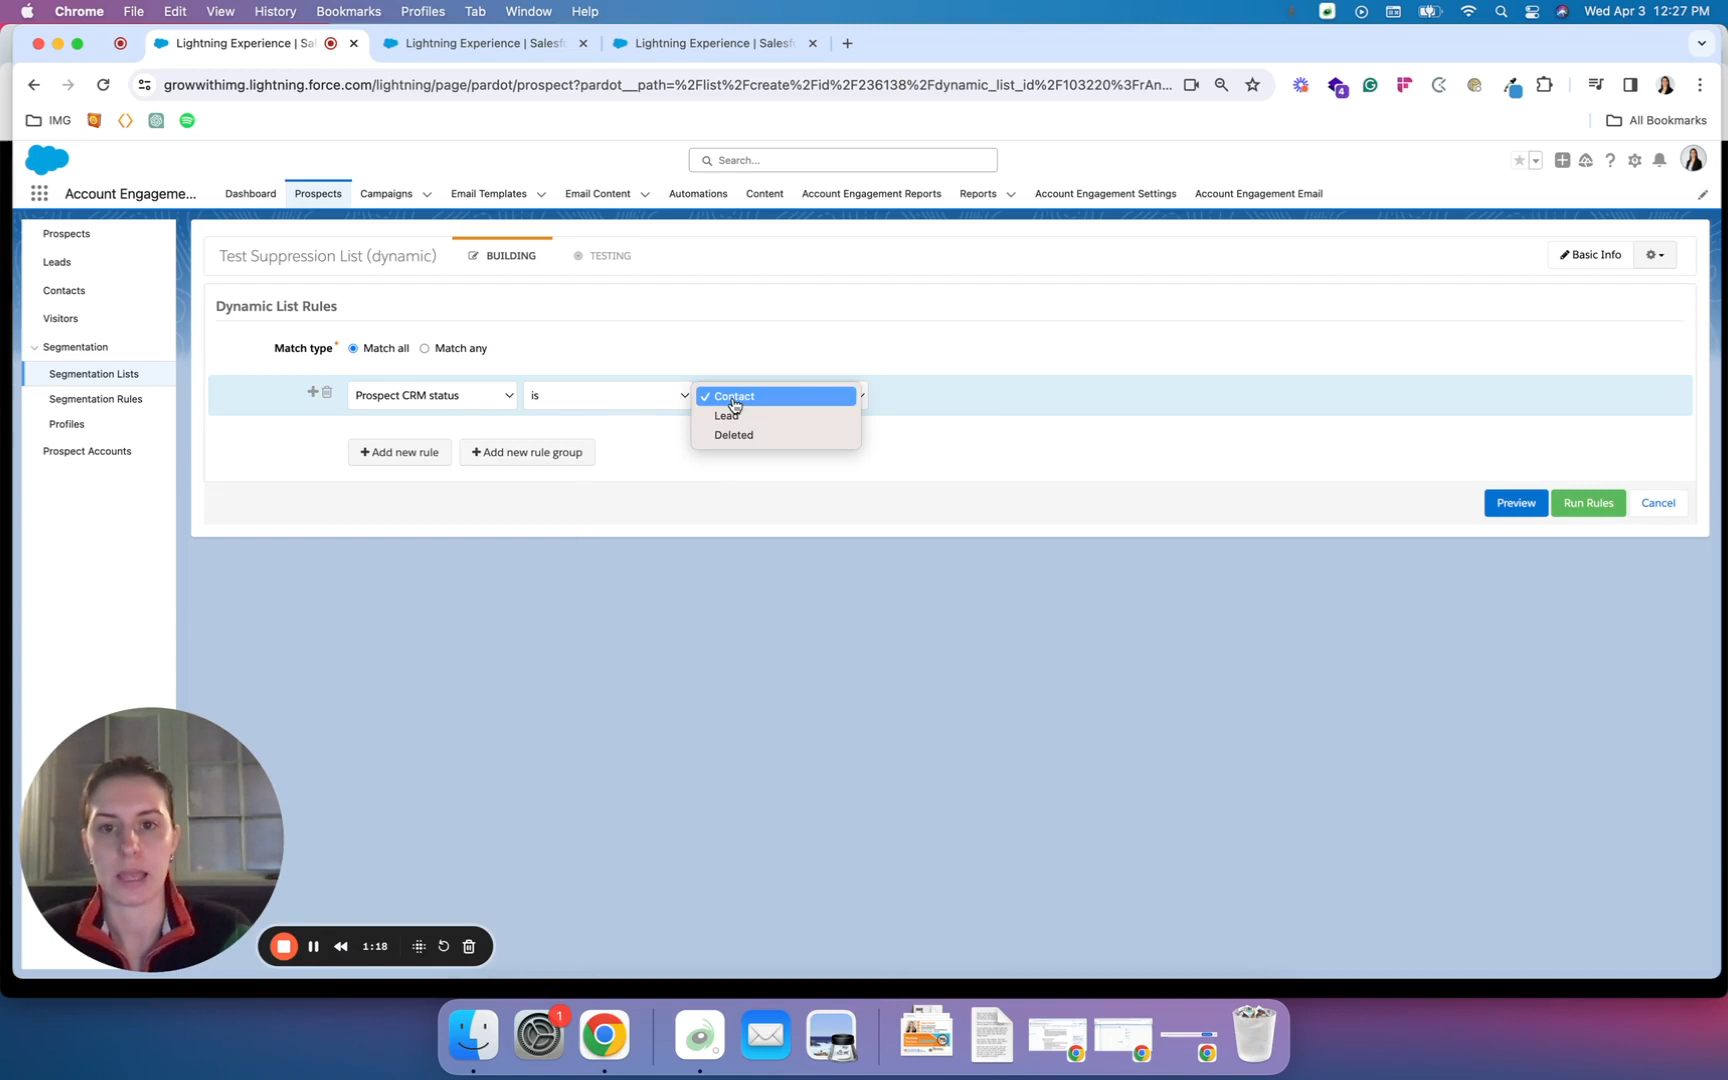 Chrome File Edit View History Bookmarks Profiles Tab Window Help
Wed Apr 3 12:27 PM
Lightning Experience | Sa
Lightning Experience | Salesf
Lightning Experience | Salesf
growwithimg.lightning.force.com/lightning/page/pardot/prospect?pardot__path=%2Flist%2Fcreate%2Fid%2F236138%2Fdynamic_list_id%2F103220%3FrAn...
4
IMG
All Bookmarks
Search...
Account Engageme... Dashboard Prospects Campaigns Email Templates Email Content Automations Content Account Engagement Reports Reports Account Engagement Settings Account Engagement Email
Prospects
Leads
Contacts
Visitors
Segmentation
Segmentation Lists
Segmentation Rules
Profiles
Prospect Accounts
Test Suppression List (dynamic) BUILDING TESTING
Basic Info
Dynamic List Rules
Match type* Match all Match any
Prospect CRM status is
Contact
Lead
Deleted
Add new rule Add new rule group
Preview Run Rules Cancel
1:18
1